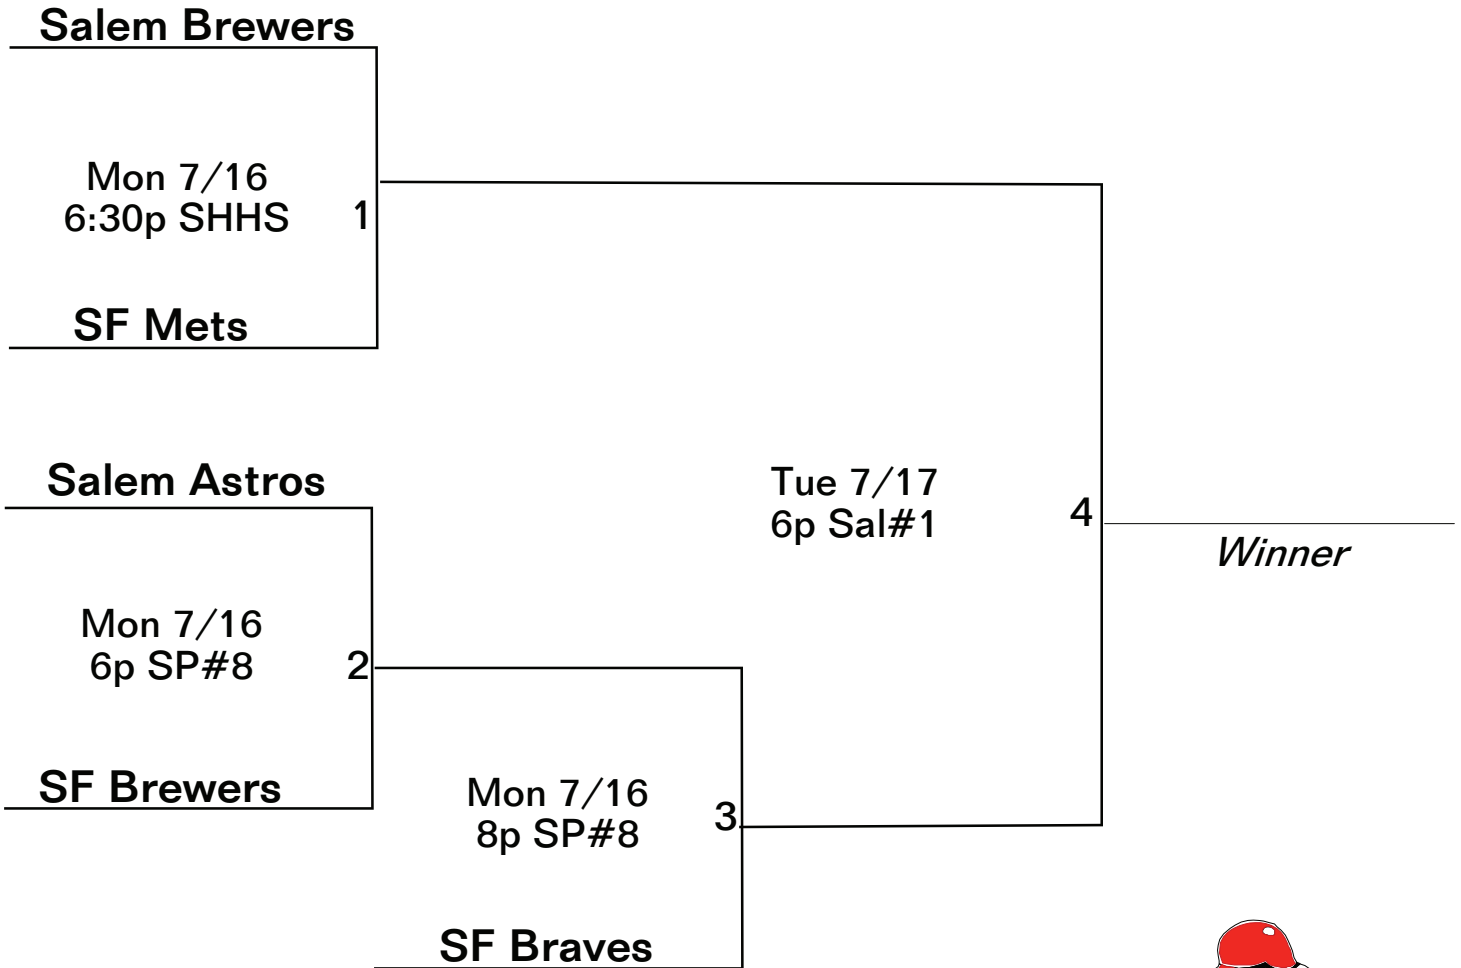 Salem Brewers
Mon 7/16
6:30p SHHS
1
SF Mets
Salem Astros
Mon 7/16
6p SP#8
2
SF Brewers
Mon 7/16
8p SP#8
3
SF Braves
Tue 7/17
6p Sal#1
4
Winner